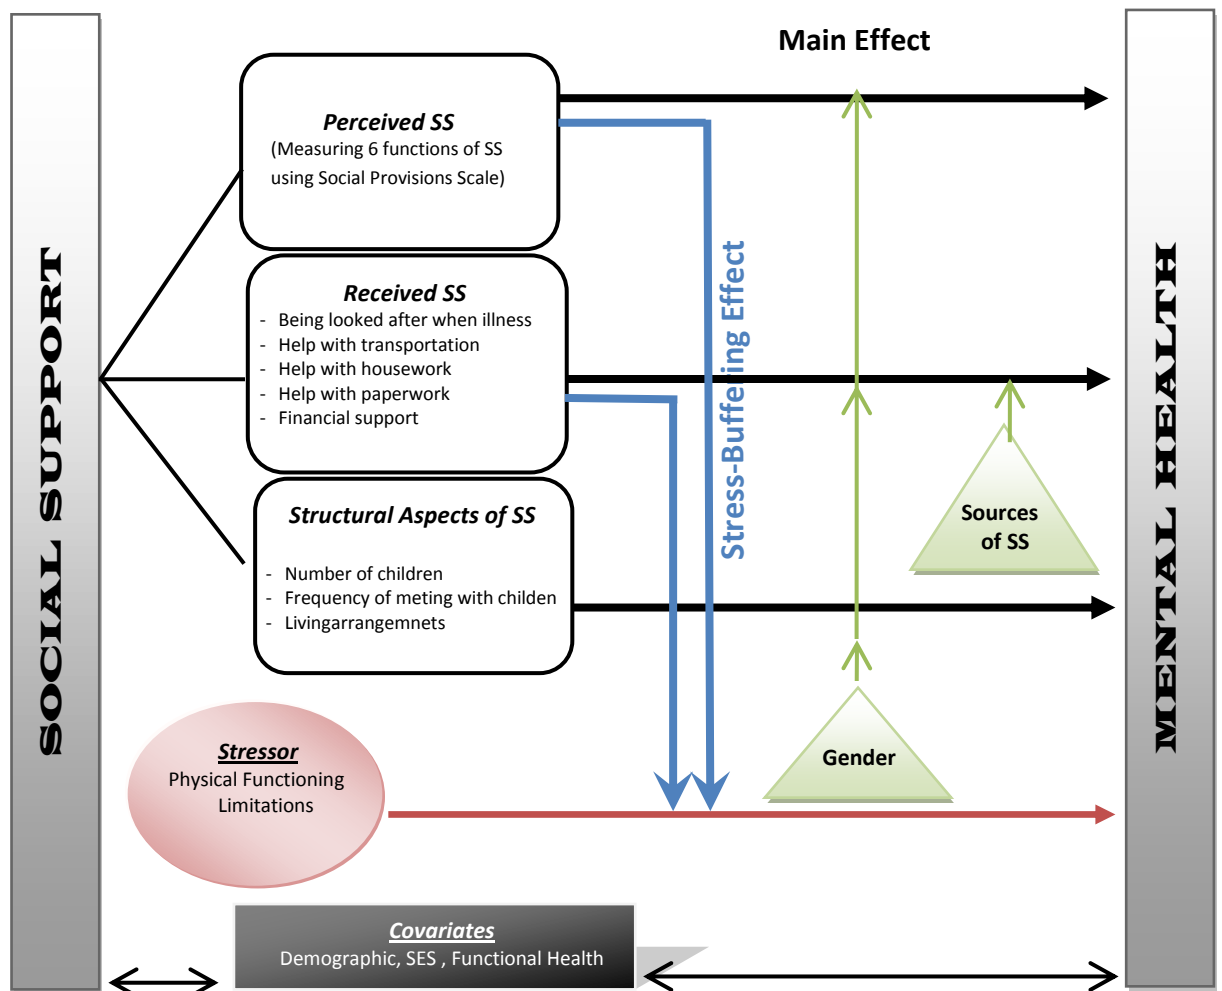 Main Effect
SOCIAL SUPPORT
Perceived SS
(Measuring 6 functions of SS
using Social Provisions Scale)
Received SS
- Being looked after when illness
- Help with transportation
- Help with housework
- Help with paperwork
- Financial support
Structural Aspects of SS
- Number of children
- Frequency of meting with childen
- Livingarrangemnets
Stress-Buffering Effect
Sources
of SS
Gender
MENTAL HEALTH
Stressor
Physical Functioning
Limitations
Covariates
Demographic, SES , Functional Health